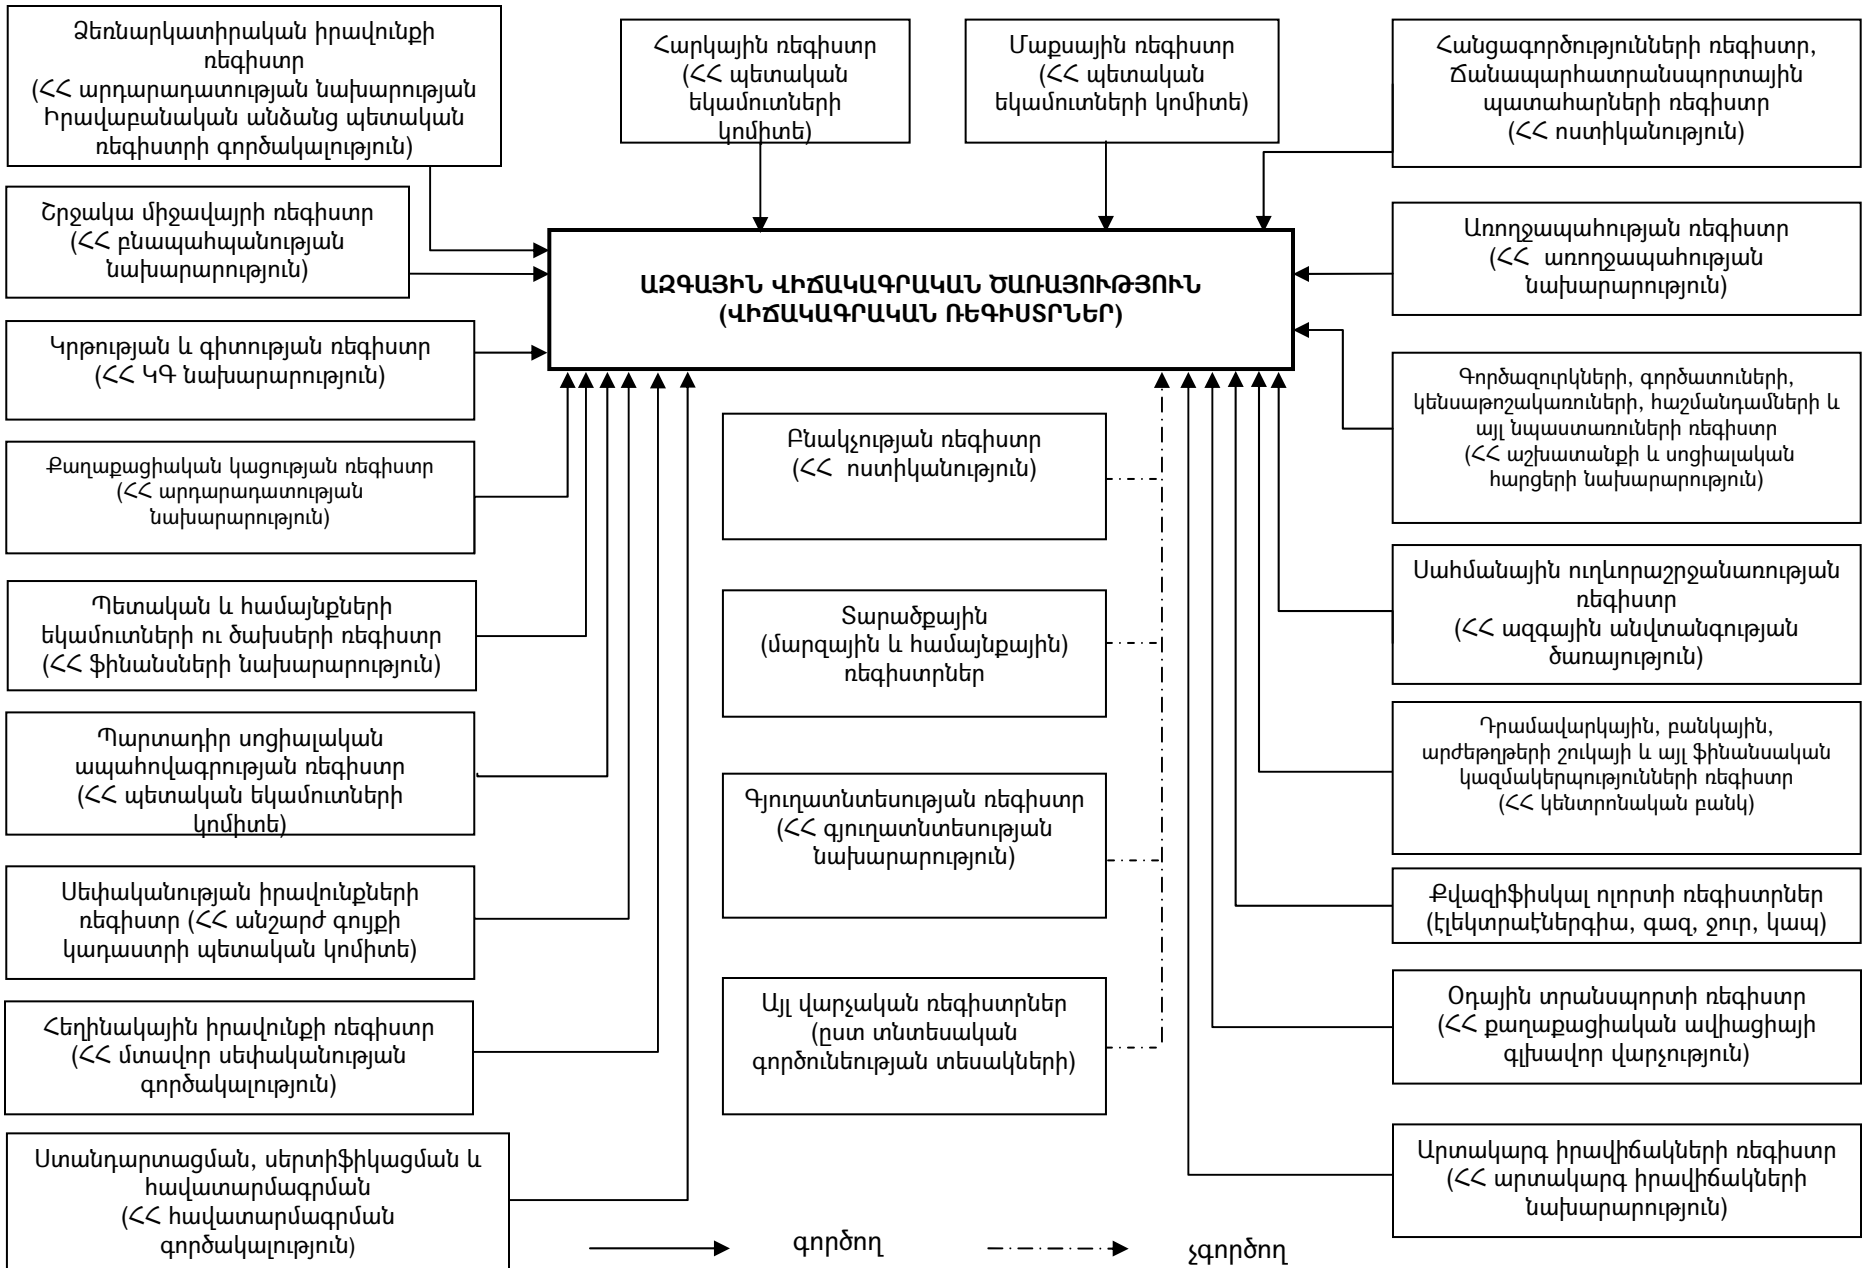 Ձեռնարկատիրական իրավունքի
ռեգիստր
(ՀՀ արդարադատության նախարության
Իրավաբանական անձանց պետական
ռեգիստրի գործակալություն)
Հարկային ռեգիստր
(ՀՀ պետական
եկամուտների
կոմիտե)
Մաքսային ռեգիստր
(ՀՀ պետական
եկամուտների կոմիտե)
Հանցագործությունների ռեգիստր,
Ճանապարհատրանսպորտային
պատահարների ռեգիստր
(ՀՀ ոստիկանություն)
Շրջակա միջավայրի ռեգիստր
(ՀՀ բնապահպանության
նախարարություն)
ԱԶԳԱՅԻՆ ՎԻՃԱԿԱԳՐԱԿԱՆ ԾԱՌԱՅՈՒԹՅՈՒՆ
(ՎԻՃԱԿԱԳՐԱԿԱՆ ՌԵԳԻՍՏՐՆԵՐ)
Առողջապահության ռեգիստր
(ՀՀ առողջապահության
նախարարություն)
Կրթության և գիտության ռեգիստր
(ՀՀ ԿԳ նախարարություն)
Գործազուրկների, գործատուների,
կենսաթոշակառուների, հաշմանդամների և
այլ նպաստառուների ռեգիստր
(ՀՀ աշխատանքի և սոցիալական
հարցերի նախարարություն)
Քաղաքացիական կացության ռեգիստր
(ՀՀ արդարադատության
նախարարություն)
Բնակչության ռեգիստր
(ՀՀ ոստիկանություն)
Սահմանային ուղևորաշրջանառության
ռեգիստր
(ՀՀ ազգային անվտանգության
ծառայություն)
Պետական և համայնքների
եկամուտների ու ծախսերի ռեգիստր
(ՀՀ ֆինանսների նախարարություն)
Տարածքային
(մարզային և համայնքային)
ռեգիստրներ
Դրամավարկային, բանկային,
արժեթղթերի շուկայի և այլ ֆինանսական
կազմակերպությունների ռեգիստր
(ՀՀ կենտրոնական բանկ)
Պարտադիր սոցիալական
ապահովագրության ռեգիստր
(ՀՀ պետական եկամուտների
կոմիտե)
Գյուղատնտեսության ռեգիստր
(ՀՀ գյուղատնտեսության
նախարարություն)
Քվազիֆիսկալ ոլորտի ռեգիստրներ
(էլեկտրաէներգիա, գազ, ջուր, կապ)
Սեփականության իրավունքների
ռեգիստր (ՀՀ անշարժ գույքի
կադաստրի պետական կոմիտե)
Այլ վարչական ռեգիստրներ
(ըստ տնտեսական
գործունեության տեսակների)
Օդային տրանսպորտի ռեգիստր
(ՀՀ քաղաքացիական ավիացիայի
գլխավոր վարչություն)
Հեղինակային իրավունքի ռեգիստր
(ՀՀ մտավոր սեփականության
գործակալություն)
Արտակարգ իրավիճակների ռեգիստր
(ՀՀ արտակարգ իրավիճակների
նախարարություն)
Ստանդարտացման, սերտիֆիկացման և
հավատարմագրման
(ՀՀ հավատարմագրման
գործակալություն)
գործող
չգործող